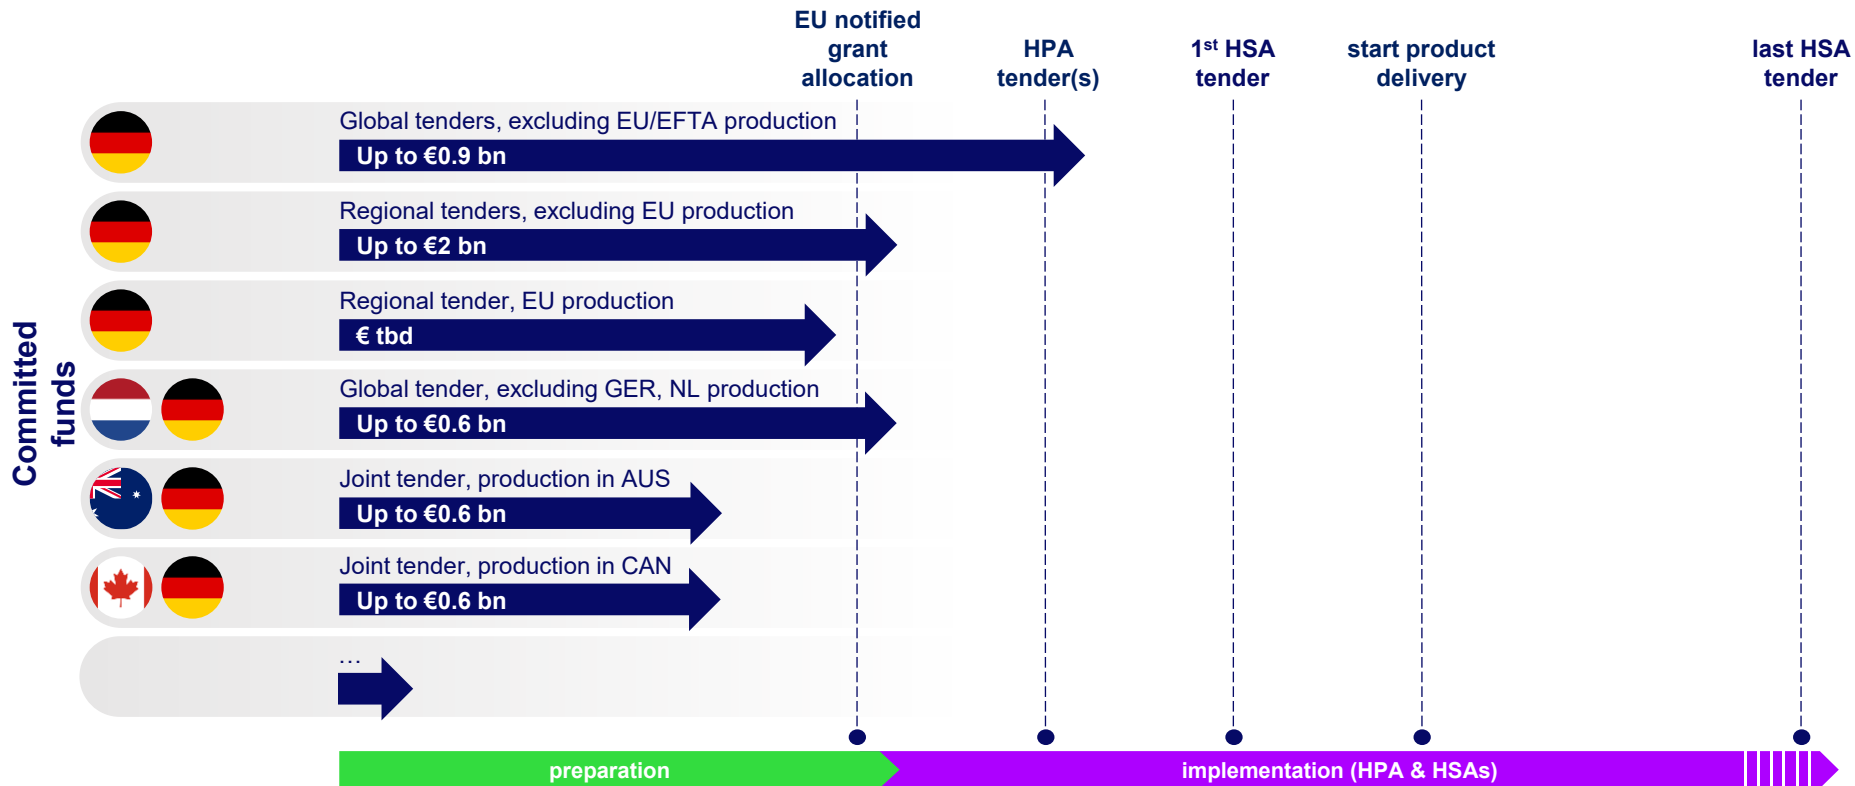 EU notified
grant
allocation
HPA
tender(s)
1st HSA
tender
start product
delivery
last HSA
tender
Committed
funds
Global tenders, excluding EU/EFTA production
Up to €0.9 bn
Regional tenders, excluding EU production
Up to €2 bn
Regional tender, EU production
€ tbd
Global tender, excluding GER, NL production
Up to €0.6 bn
Joint tender, production in AUS
Up to €0.6 bn
Joint tender, production in CAN
Up to €0.6 bn
…
preparation
implementation (HPA & HSAs)